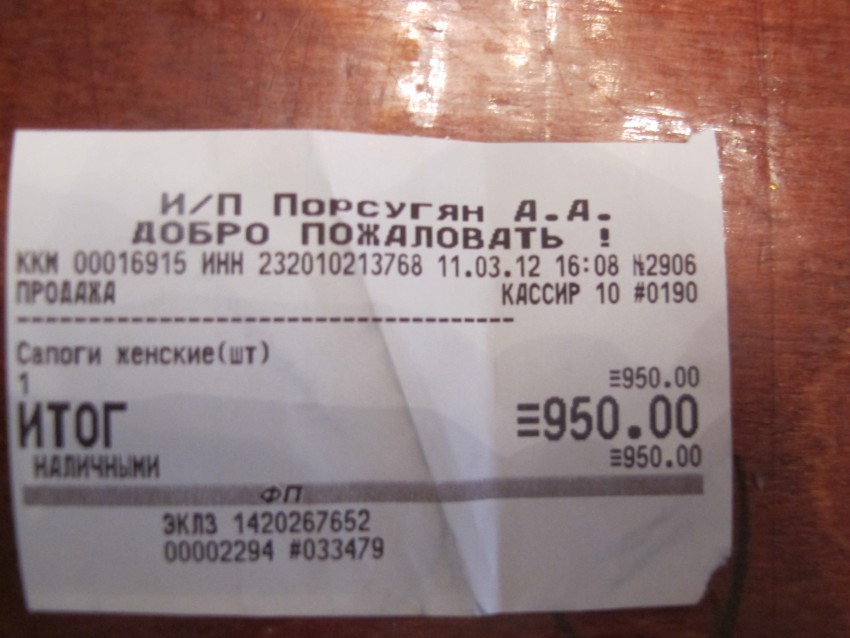 И/П Порсугян А.А.
ДОБРО ПОЖАЛОВАТЬ !
ККМ 00016915 ИНН 232010213768 11.03.12 16:08 №2906
ПРОДАЖА КАССИР 10 #0190
Сапоги женские(шт)
1 ≡950.00
ИТОГ ≡950.00
НАЛИЧНЫМИ ≡950.00
ФП
ЭКЛЗ 1420267652
00002294 #033479